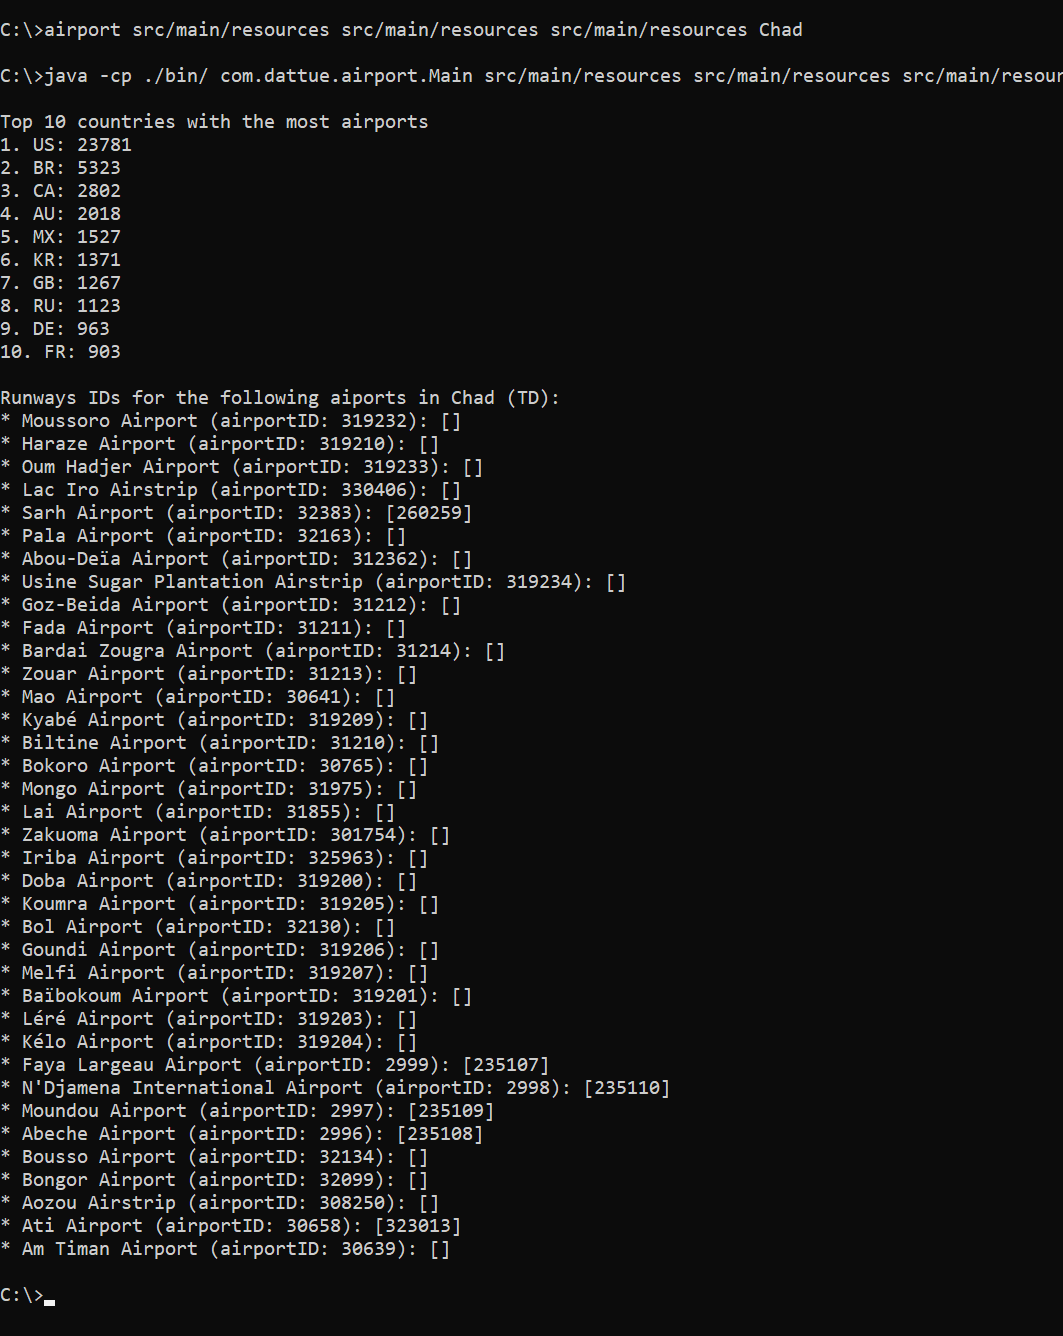 C:\>airport src/main/resources src/main/resources src/main/resources Chad
C:\>java -cp ./bin/ com.dattue.airport.Main src/main/resources src/main/resources src/main/resour
Top 10 countries with the most airports
1. US: 23781
2. BR: 5323
3. CA: 2802
4. AU: 2018
5. MX: 1527
6. KR: 1371
7. GB: 1267
8. RU: 1123
9. DE: 963
10. FR: 903
Runways IDs for the following aiports in Chad (TD):
* Moussoro Airport (airportID: 319232): []
* Haraze Airport (airportID: 319210): []
* Oum Hadjer Airport (airportID: 319233): []
* Lac Iro Airstrip (airportID: 330406): []
* Sarh Airport (airportID: 32383): [260259]
* Pala Airport (airportID: 32163): []
* Abou-Deïa Airport (airportID: 312362): []
* Usine Sugar Plantation Airstrip (airportID: 319234): []
* Goz-Beida Airport (airportID: 31212): []
* Fada Airport (airportID: 31211): []
* Bardai Zougra Airport (airportID: 31214): []
* Zouar Airport (airportID: 31213): []
* Mao Airport (airportID: 30641): []
* Kyabé Airport (airportID: 319209): []
* Biltine Airport (airportID: 31210): []
* Bokoro Airport (airportID: 30765): []
* Mongo Airport (airportID: 31975): []
* Lai Airport (airportID: 31855): []
* Zakuoma Airport (airportID: 301754): []
* Iriba Airport (airportID: 325963): []
* Doba Airport (airportID: 319200): []
* Koumra Airport (airportID: 319205): []
* Bol Airport (airportID: 32130): []
* Goundi Airport (airportID: 319206): []
* Melfi Airport (airportID: 319207): []
* Baïbokoum Airport (airportID: 319201): []
* Léré Airport (airportID: 319203): []
* Kélo Airport (airportID: 319204): []
* Faya Largeau Airport (airportID: 2999): [235107]
* N'Djamena International Airport (airportID: 2998): [235110]
* Moundou Airport (airportID: 2997): [235109]
* Abeche Airport (airportID: 2996): [235108]
* Bousso Airport (airportID: 32134): []
* Bongor Airport (airportID: 32099): []
* Aozou Airstrip (airportID: 308250): []
* Ati Airport (airportID: 30658): [323013]
* Am Timan Airport (airportID: 30639): []
C:\>